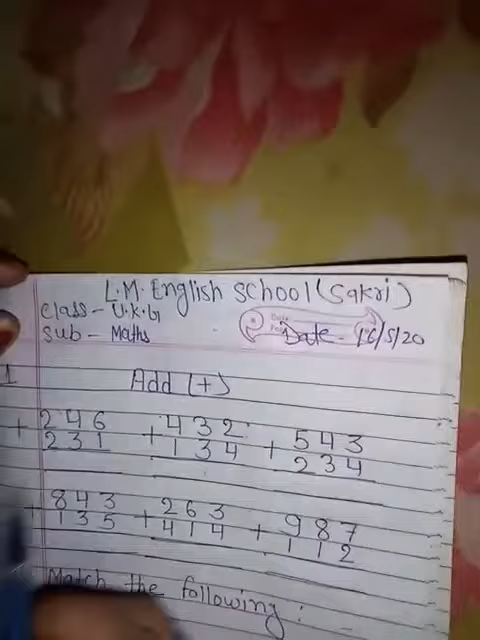 L.M. English School (Sakri)
Class - U.K.G
Sub - Maths
Date - 16/5/20
1 Add (+)
246 432 543
+ 231 + 134 + 234
843 263 987
+ 135 + 414 + 112
Match the following :